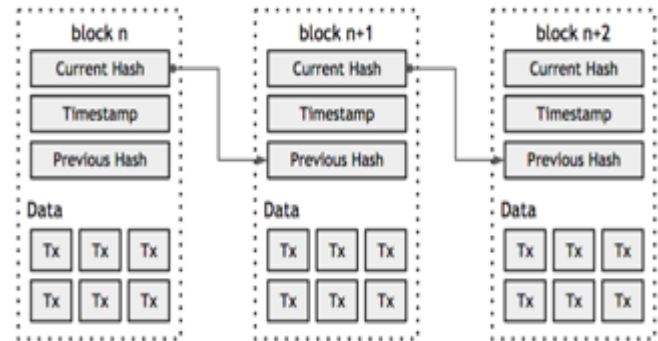 block n
Current Hash
Timestamp
Previous Hash
Data
Tx Tx Tx
Tx Tx Tx
block n+1
Current Hash
Timestamp
Previous Hash
Data
Tx Tx Tx
Tx Tx Tx
block n+2
Current Hash
Timestamp
Previous Hash
Data
Tx Tx Tx
Tx Tx Tx